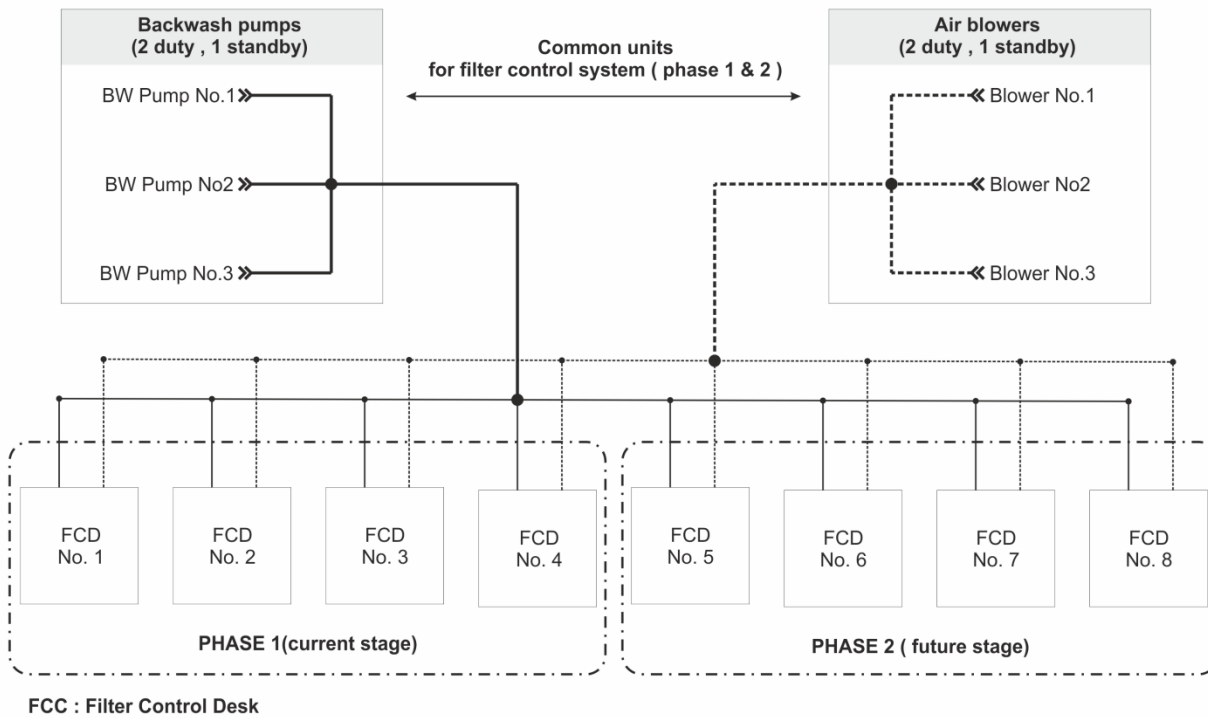 Backwash pumps
(2 duty , 1 standby)
BW Pump No.1
BW Pump No2
BW Pump No.3
Common units
for filter control system ( phase 1 & 2 )
Air blowers
(2 duty, 1 standby)
Blower No.1
Blower No2
Blower No.3
FCD
No. 1
FCD
No. 2
FCD
No. 3
FCD
No. 4
FCD
No. 5
FCD
No. 6
FCD
No. 7
FCD
No. 8
PHASE 1(current stage)
PHASE 2 ( future stage)
FCC : Filter Control Desk